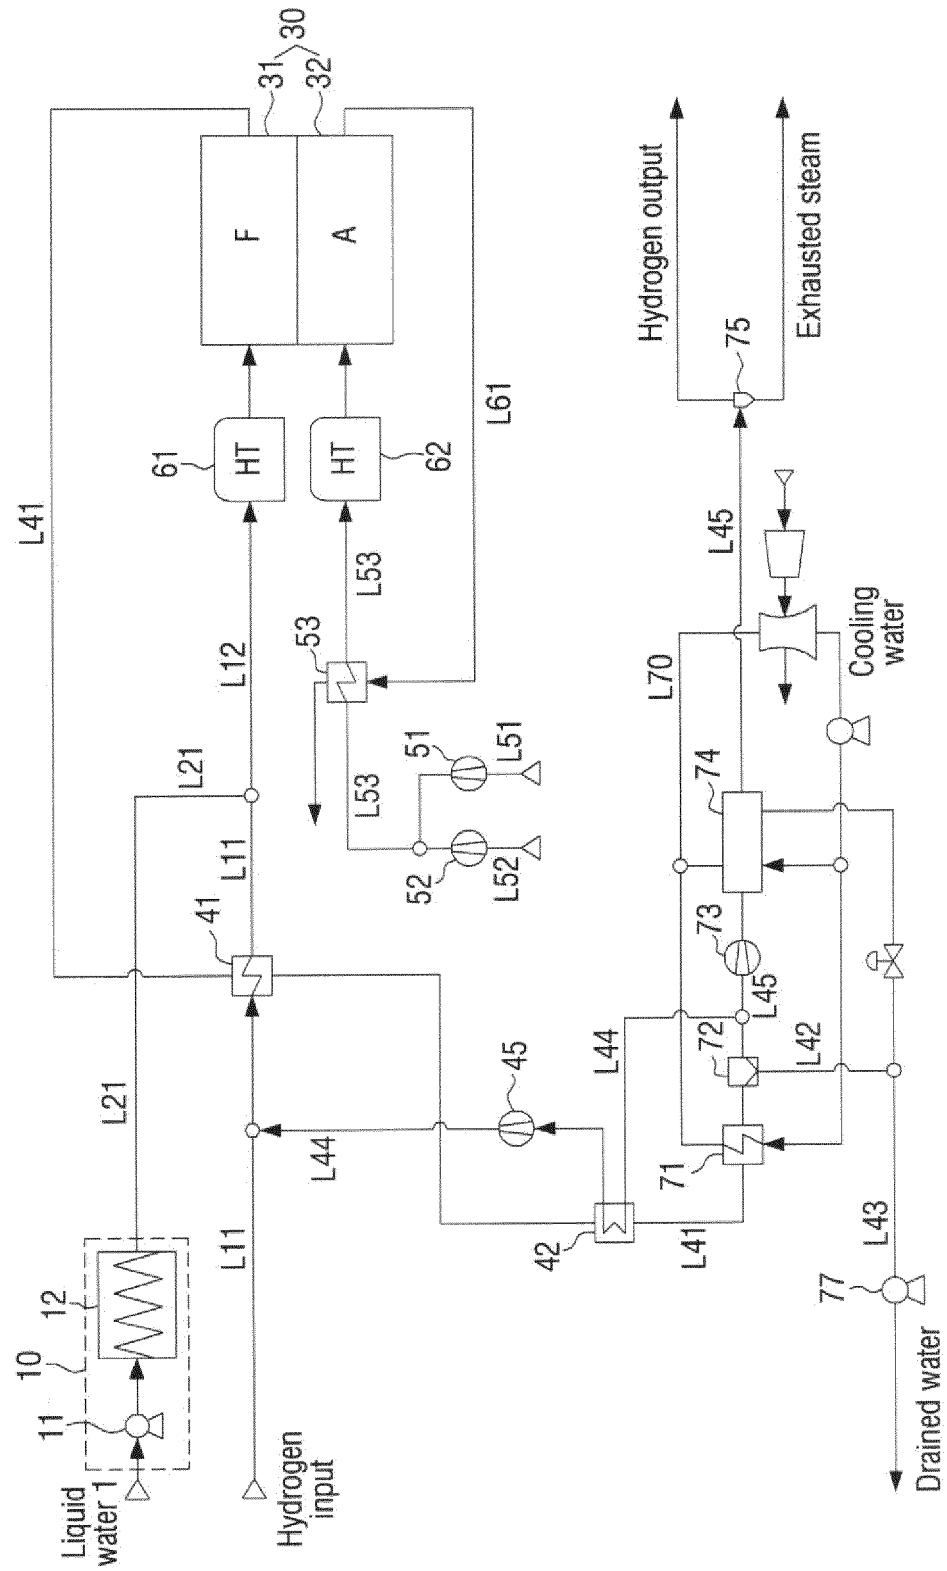 Liquid
water 1
11
10
12
L21
L21
L41
Hydrogen
input
L11
L44
41
L11
L12
61
HT
F
31
30
32
A
HT
62
L53
53
L53
L61
51
L51
52
L52
42
45
L41
L44
71
72
L45
73
74
L42
L70
L45
Cooling
water
75
Hydrogen output
Exhausted steam
L43
77
Drained water